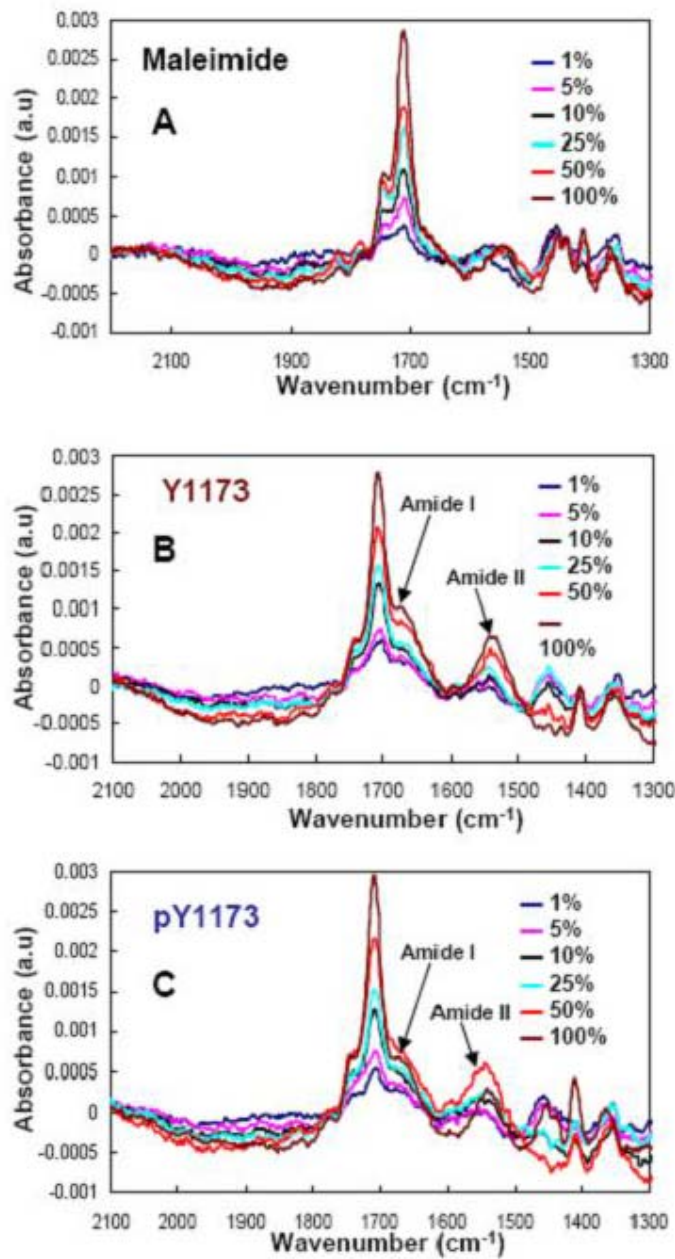 0.003
0.0025
0.002
0.0015
0.001
0.0005
0
-0.0005
-0.001
Absorbance (a.u)
Maleimide
A
1%
5%
10%
25%
50%
100%
2100 1900 1700 1500 1300
Wavenumber (cm⁻¹)
0.003
0.0025
0.002
0.0015
0.001
0.0005
0
-0.0005
-0.001
Absorbance (a.u)
Y1173
B
Amide I
Amide II
1%
5%
10%
25%
50%
100%
2100 2000 1900 1800 1700 1600 1500 1400 1300
Wavenumber (cm⁻¹)
0.003
0.0025
0.002
0.0015
0.001
0.0005
0
-0.0005
-0.001
Absorbance (a.u)
pY1173
C
Amide I
Amide II
1%
5%
10%
25%
50%
100%
2100 2000 1900 1800 1700 1600 1500 1400 1300
Wavenumber (cm⁻¹)